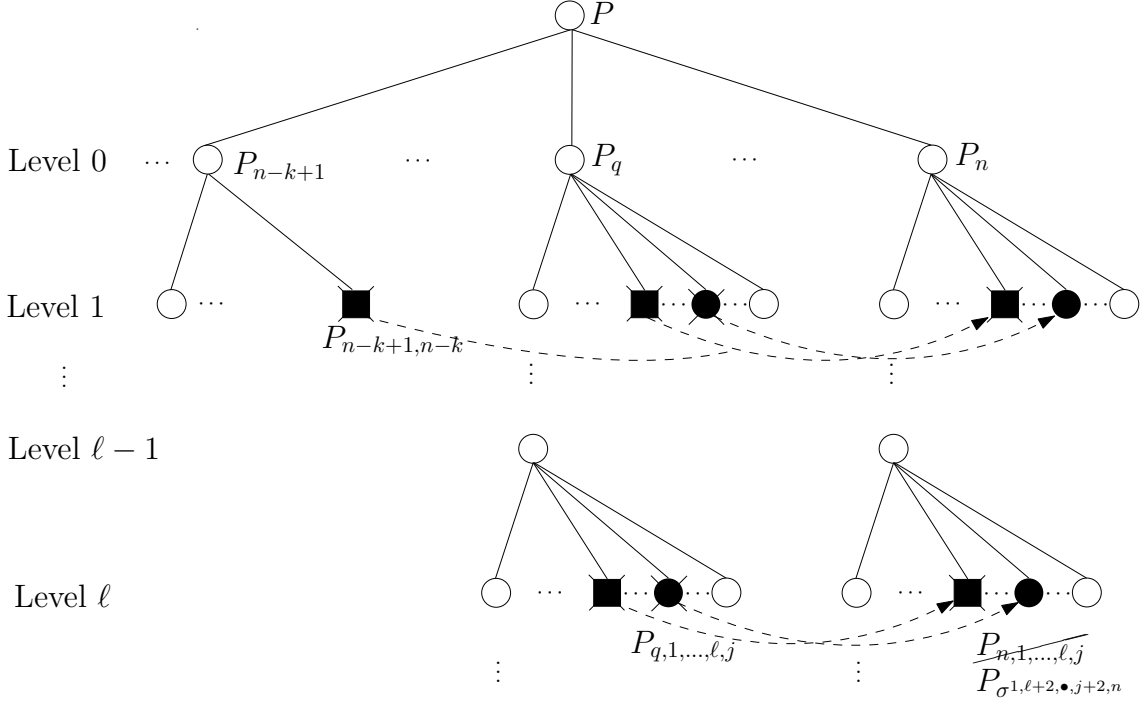 P
Level 0 ⋯ P_{n−k+1} ⋯ P_q ⋯ P_n
Level 1 ⋯ ⋯ ⋯ ⋯ ⋯ ⋯ ⋯
P_{n−k+1,n−k}
⋮ ⋮ ⋮
Level ℓ − 1
Level ℓ ⋯ ⋯ ⋯ ⋯ ⋯ ⋯
P_{q,1,...,ℓ,j} P_{n,1,...,ℓ,j}
⋮ ⋮ P_{σ^{1,ℓ+2,•,j+2,n}}